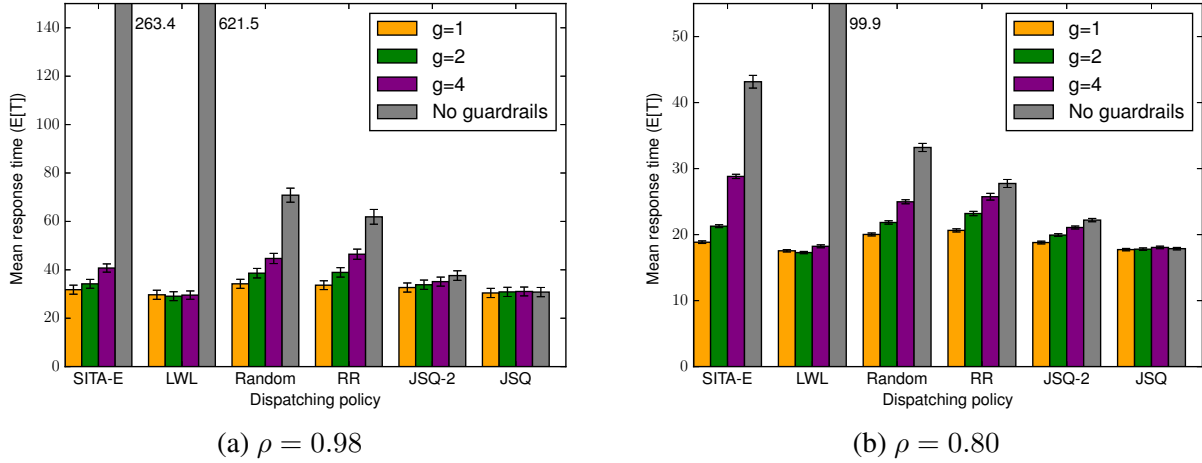 263.4
621.5
g=1
g=2
g=4
No guardrails
140
120
100
80
60
40
20
0
Mean response time (E[T])
SITA-E LWL Random RR JSQ-2 JSQ
Dispatching policy
(a) ρ = 0.98
99.9
g=1
g=2
g=4
No guardrails
50
40
30
20
10
0
Mean response time (E[T])
SITA-E LWL Random RR JSQ-2 JSQ
Dispatching policy
(b) ρ = 0.80